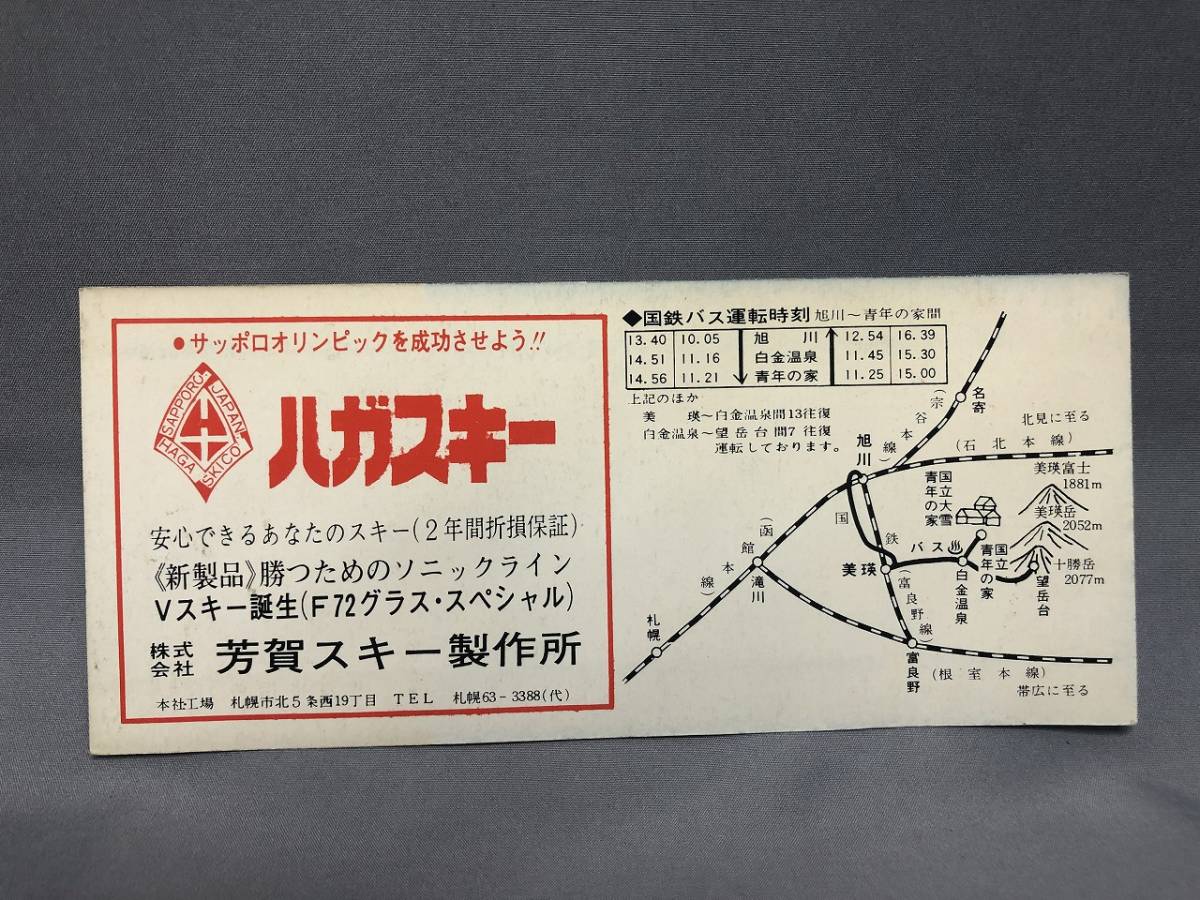 ●サッポロオリンピックを成功させよう!!
SAPPORO. JAPAN
HAGA SKI CO.
ハガスキー
安心できるあなたのスキー(2年間折損保証)
《新製品》勝つためのソニックライン
Vスキー誕生(F72グラス・スペシャル)
株式会社 芳賀スキー製作所
本社工場 札幌市北5条西19丁目 TEL 札幌63-3388(代)
◆国鉄バス運転時刻 旭川〜青年の家間
13.40 10.05 旭川 12.54 16.39
14.51 11.16 白金温泉 11.45 15.30
14.56 11.21 青年の家 11.25 15.00
上記のほか
美瑛〜白金温泉間13往復
白金温泉〜望岳台間7往復
運転しております。
(宗谷本線)
名寄
北見に至る
(石北本線)
旭川
国立大雪青年の家
美瑛富士
1881m
美瑛岳
2052m
十勝岳
2077m
国鉄バス
国立青年の家
白金温泉
望岳台
美瑛
(富良野線)
(函館本線)
滝川
札幌
富良野
(根室本線)
帯広に至る